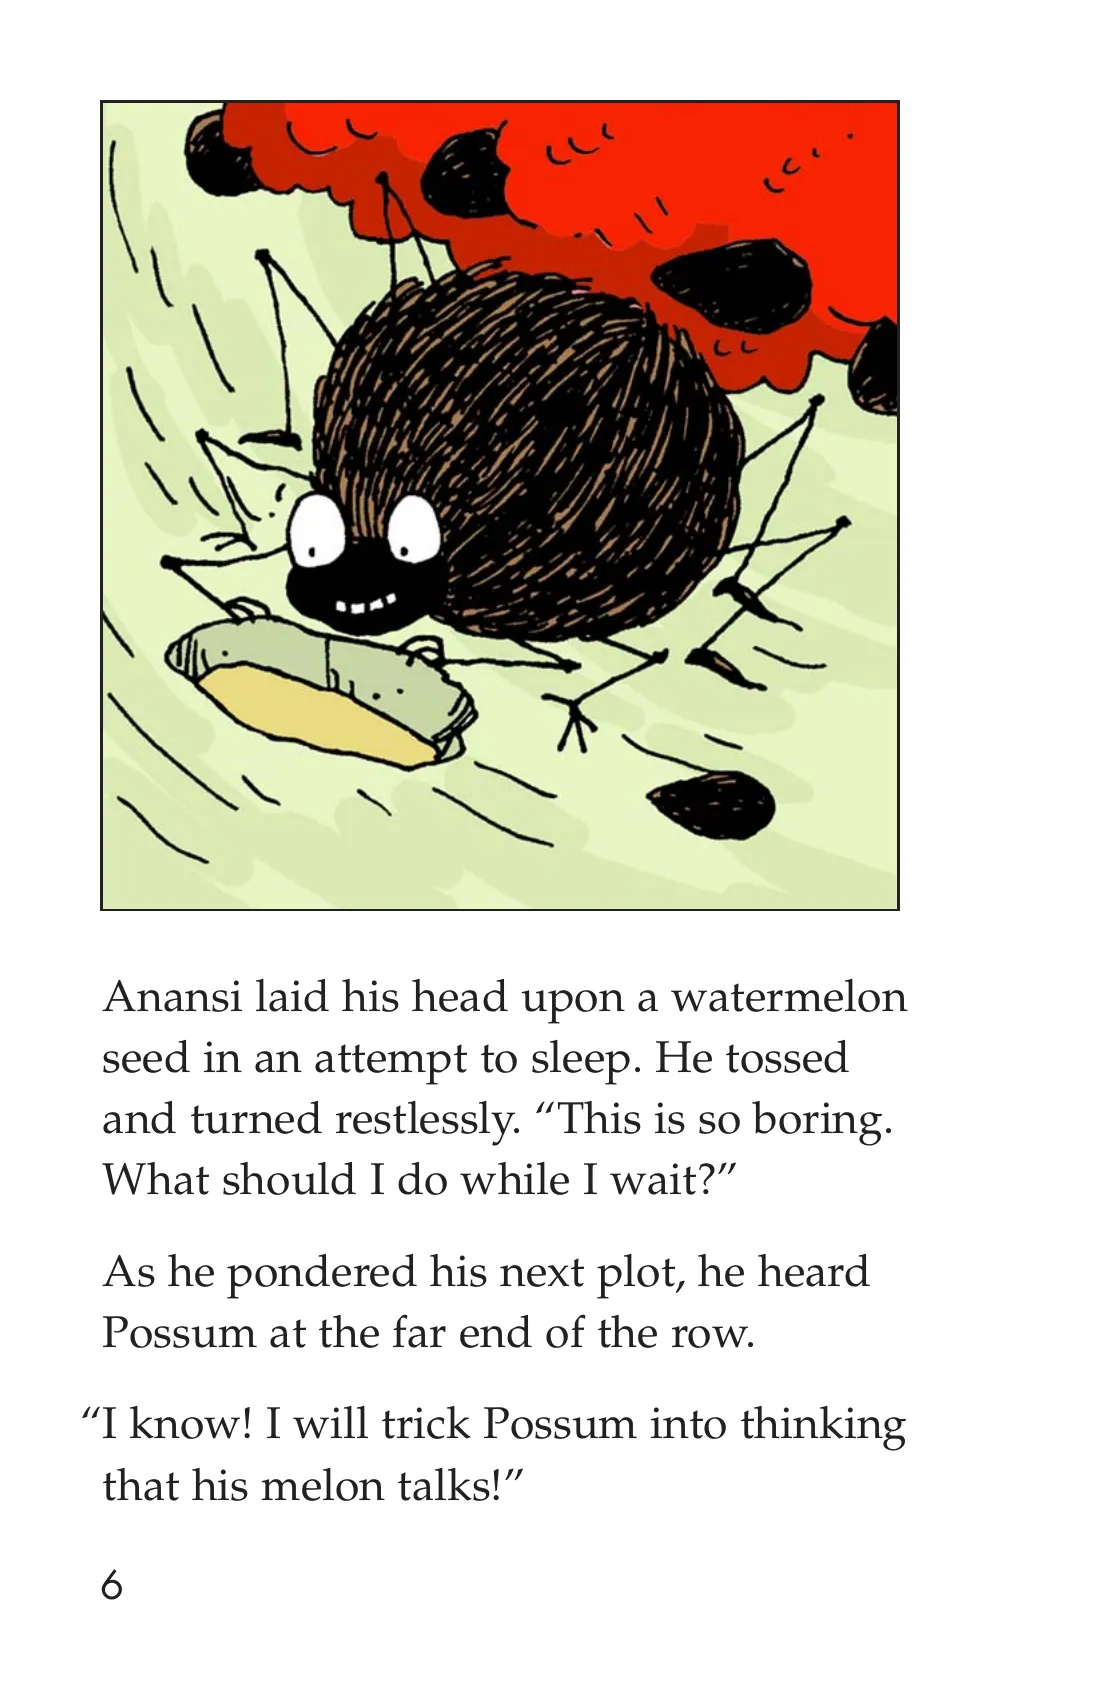 Anansi laid his head upon a watermelon
seed in an attempt to sleep. He tossed
and turned restlessly. “This is so boring.
What should I do while I wait?”
As he pondered his next plot, he heard
Possum at the far end of the row.
“I know! I will trick Possum into thinking
that his melon talks!”
6